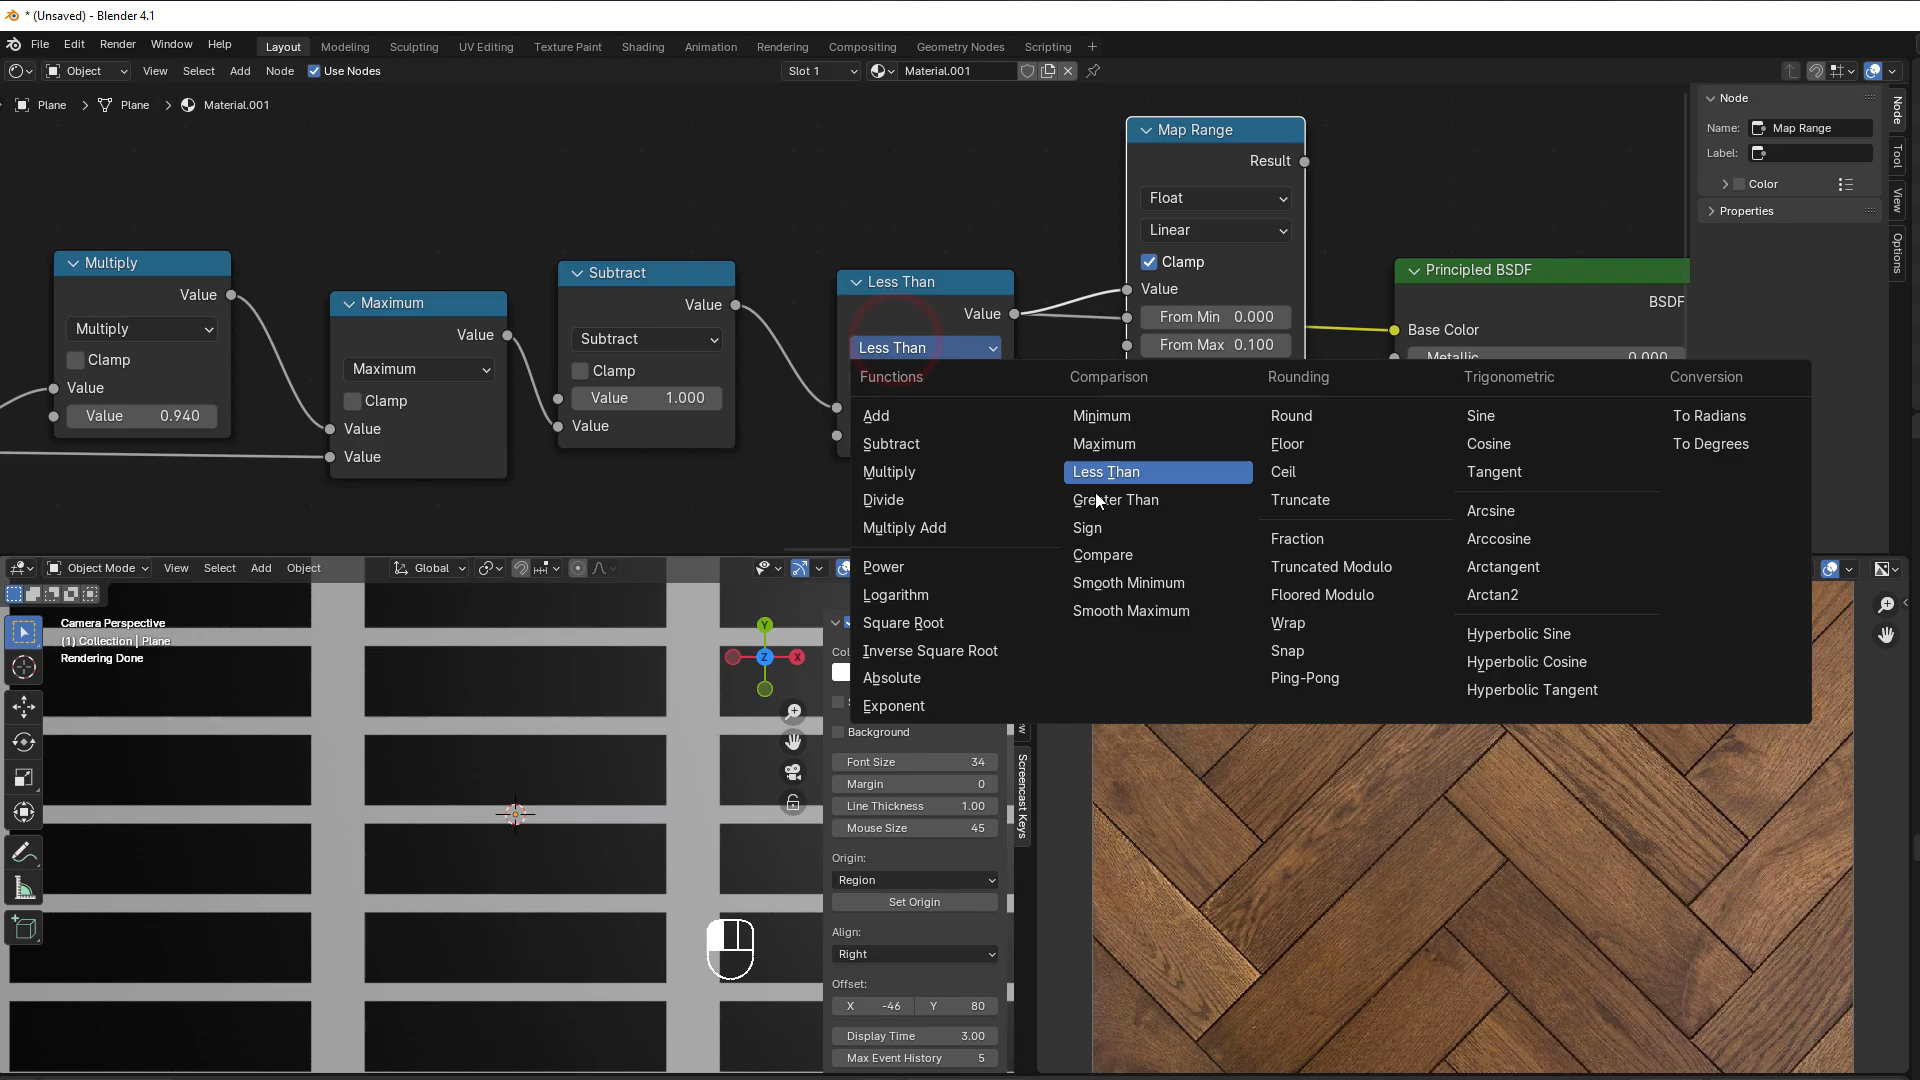 * (Unsaved) - Blender 4.1
File Edit Render Window Help Layout Modeling Sculpting UV Editing Texture Paint Shading Animation Rendering Compositing Geometry Nodes Scripting
Object View Select Add Node Use Nodes Slot 1 Material.001
Plane Plane Material.001
Multiply
Value
Multiply
Clamp
Value
Value 0.940
Maximum
Value
Maximum
Clamp
Value
Value
Subtract
Value
Subtract
Clamp
Value 1.000
Value
Less Than
Value
Less Than
Map Range
Result
Float
Linear
Clamp
Value
From Min 0.000
From Max 0.100
Principled BSDF
BSDF
Base Color
Metallic 0.000
Node
Name: Map Range
Label:
Color
Properties
Node
Tool
View
Options
Functions
Add
Subtract
Multiply
Divide
Multiply Add
Power
Logarithm
Square Root
Inverse Square Root
Absolute
Exponent
Comparison
Minimum
Maximum
Less Than
Greater Than
Sign
Compare
Smooth Minimum
Smooth Maximum
Rounding
Round
Floor
Ceil
Truncate
Fraction
Truncated Modulo
Floored Modulo
Wrap
Snap
Ping-Pong
Trigonometric
Sine
Cosine
Tangent
Arcsine
Arccosine
Arctangent
Arctan2
Hyperbolic Sine
Hyperbolic Cosine
Hyperbolic Tangent
Conversion
To Radians
To Degrees
Object Mode View Select Add Object Global
Camera Perspective
(1) Collection | Plane
Rendering Done
Y
Z
X
Background
Font Size 34
Margin 0
Line Thickness 1.00
Mouse Size 45
Origin:
Region
Set Origin
Align:
Right
Offset:
X -46 Y 80
Display Time 3.00
Max Event History 5
Screencast Keys